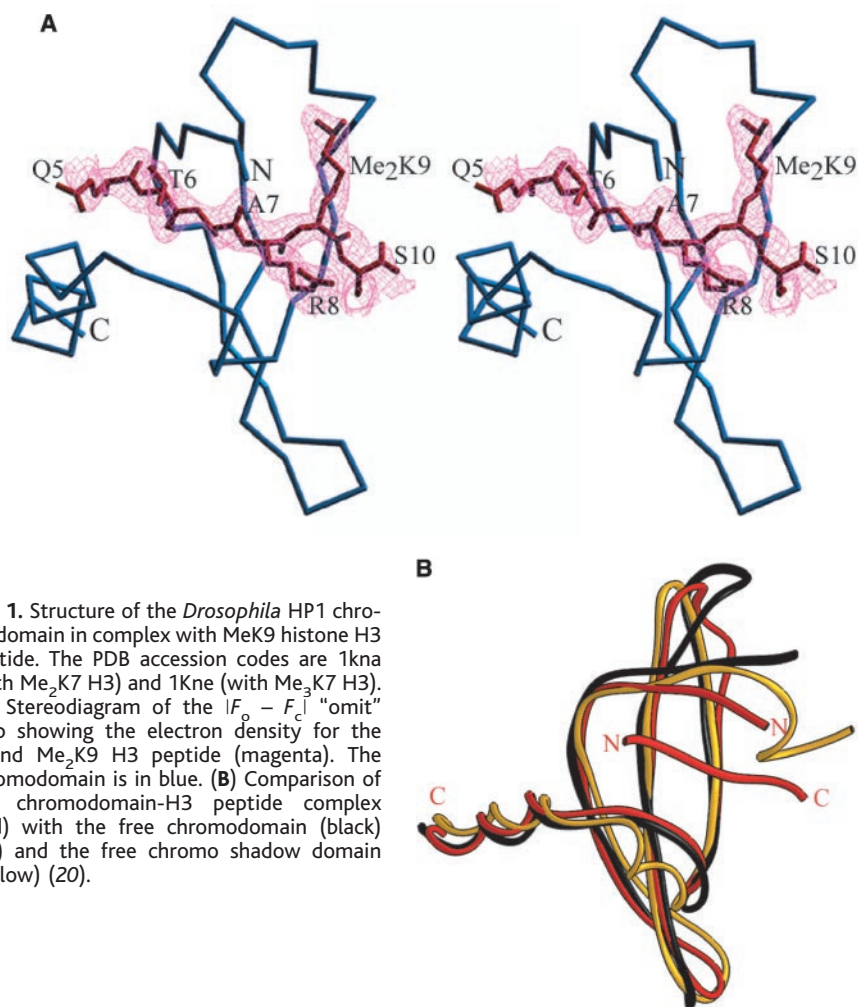 A
Q5
T6
N
A7
Me₂K9
S10
R8
C
Q5
T6
N
A7
Me₂K9
S10
R8
C
1. Structure of the Drosophila HP1 chro-
domain in complex with MeK9 histone H3
tide. The PDB accession codes are 1kna
th Me₂K7 H3) and 1Kne (with Me₃K7 H3).
Stereodiagram of the |Fₒ – F꜀| "omit"
p showing the electron density for the
nd Me₂K9 H3 peptide (magenta). The
omodomain is in blue. (B) Comparison of
chromodomain-H3 peptide complex
d) with the free chromodomain (black)
) and the free chromo shadow domain
low) (20).
B
N
N
C
C